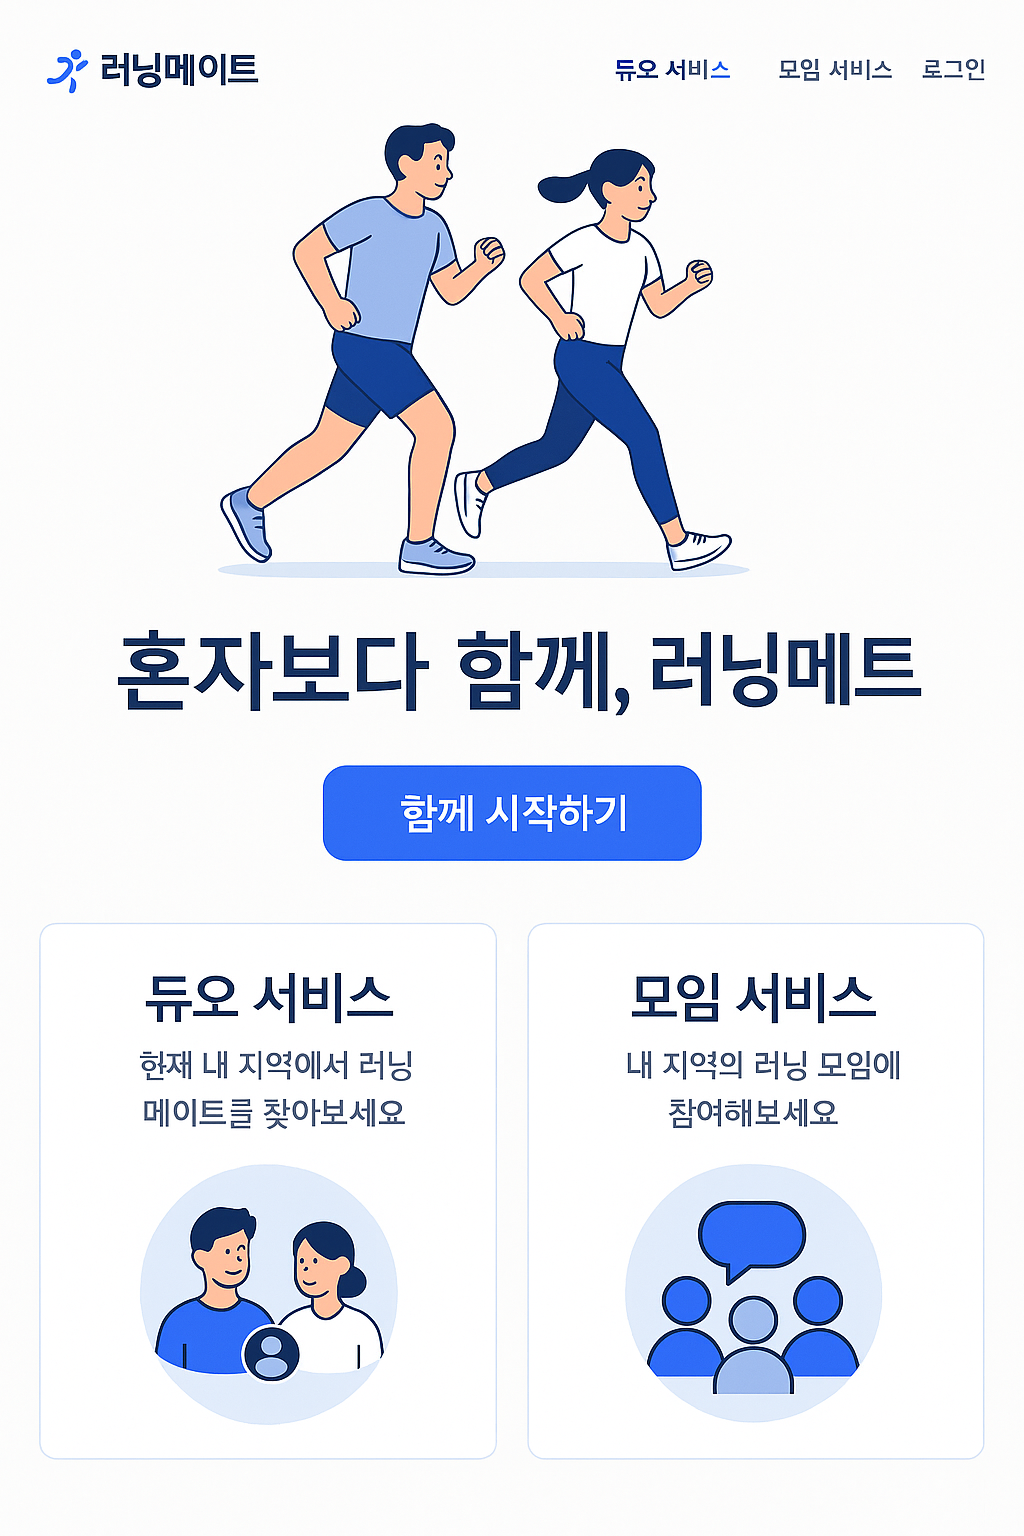 러닝메이트
듀오 서비스 모임 서비스 로그인
혼자보다 함께, 러닝메트
함께 시작하기
듀오 서비스
현재 내 지역에서 러닝
메이트를 찾아보세요
모임 서비스
내 지역의 러닝 모임에
참여해보세요